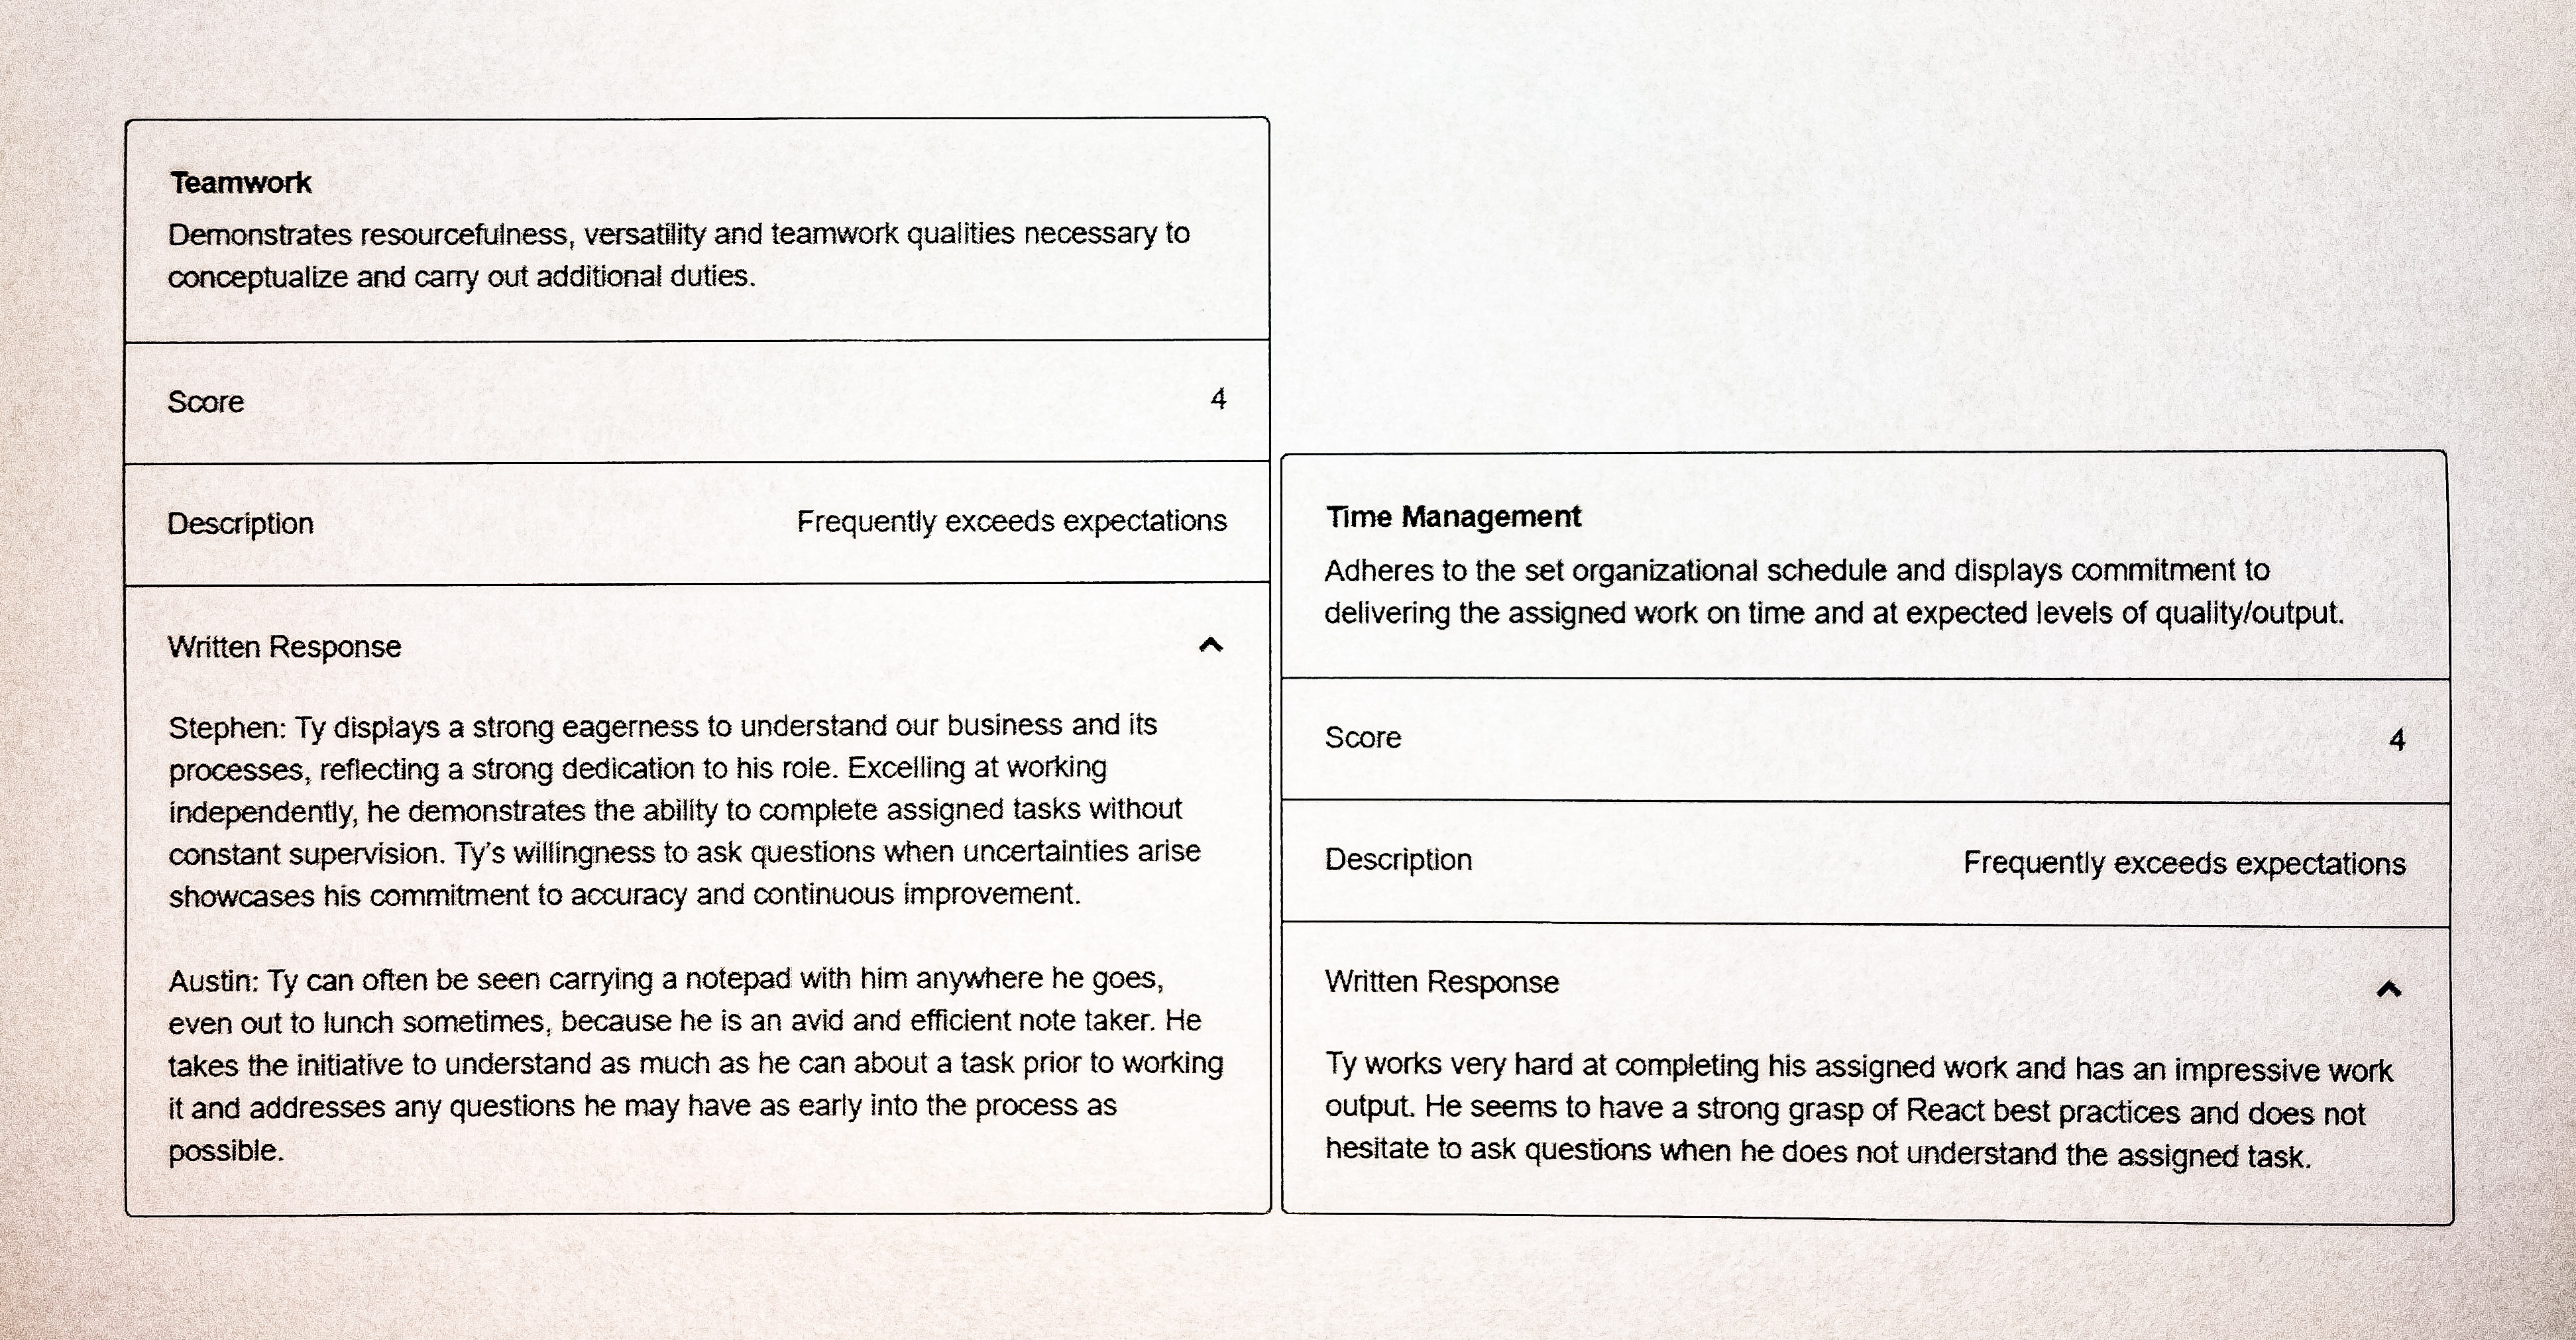 Teamwork
Demonstrates resourcefulness, versatility and teamwork qualities necessary to
conceptualize and carry out additional duties.
Score 4
Description Frequently exceeds expectations
Written Response
Stephen: Ty displays a strong eagerness to understand our business and its
processes, reflecting a strong dedication to his role. Excelling at working
independently, he demonstrates the ability to complete assigned tasks without
constant supervision. Ty's willingness to ask questions when uncertainties arise
showcases his commitment to accuracy and continuous improvement.
Austin: Ty can often be seen carrying a notepad with him anywhere he goes,
even out to lunch sometimes, because he is an avid and efficient note taker. He
takes the initiative to understand as much as he can about a task prior to working
it and addresses any questions he may have as early into the process as
possible.
Time Management
Adheres to the set organizational schedule and displays commitment to
delivering the assigned work on time and at expected levels of quality/output.
Score 4
Description Frequently exceeds expectations
Written Response
Ty works very hard at completing his assigned work and has an impressive work
output. He seems to have a strong grasp of React best practices and does not
hesitate to ask questions when he does not understand the assigned task.